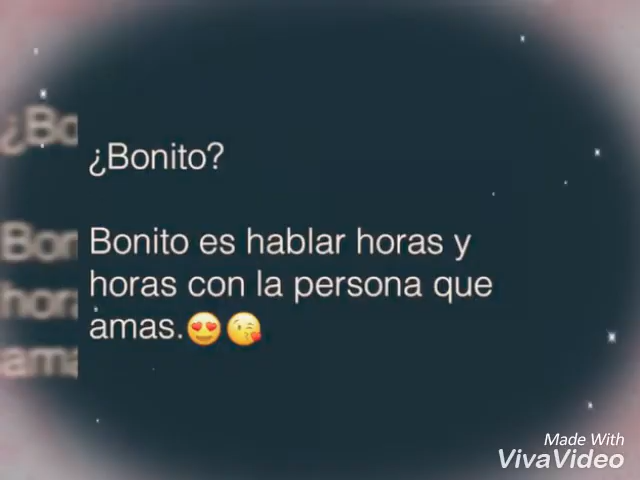 ¿Bonito?
Bonito es hablar horas y
horas con la persona que
amas.😍😘
Made With
VivaVideo